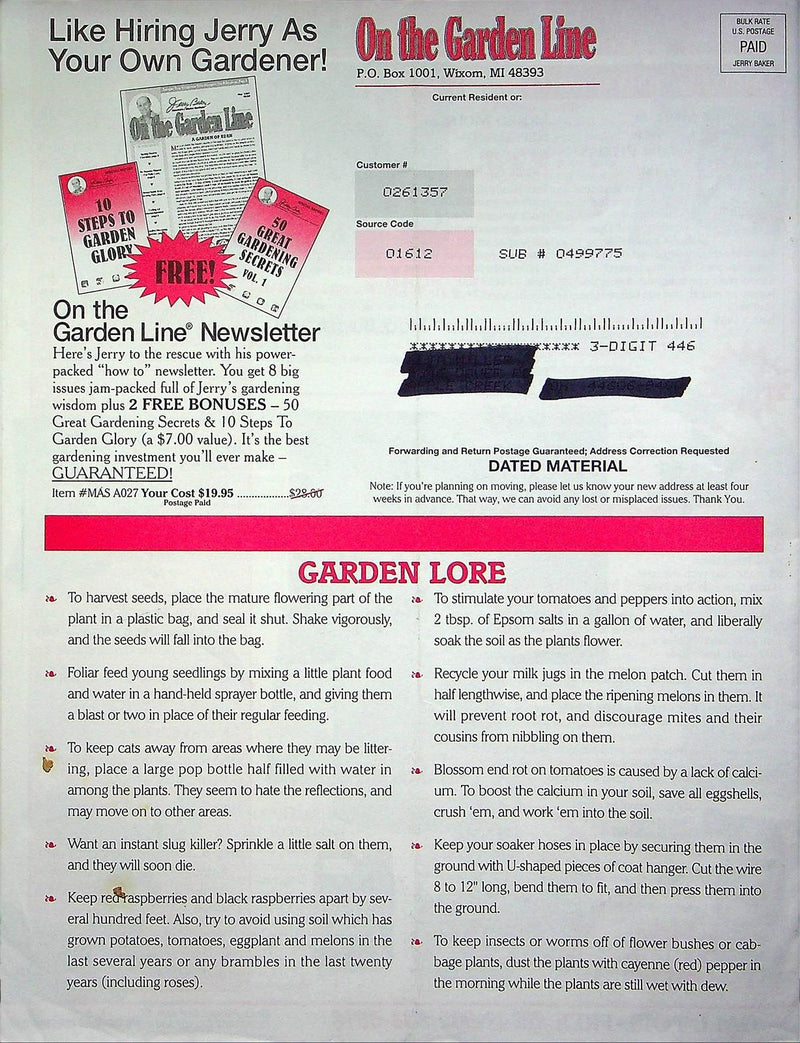 Like Hiring Jerry As
Your Own Gardener!
On the Garden Line
10
STEPS TO
GARDEN
GLORY
50
GREAT
GARDENING
SECRETS
VOL. 1
FREE!
On the
Garden Line® Newsletter
Here's Jerry to the rescue with his power-
packed "how to" newsletter. You get 8 big
issues jam-packed full of Jerry's gardening
wisdom plus 2 FREE BONUSES – 50
Great Gardening Secrets & 10 Steps To
Garden Glory (a $7.00 value). It's the best
gardening investment you'll ever make –
GUARANTEED!
Item #MAS A027 Your Cost $19.95 ..................$28.00
Postage Paid
On the Garden Line
P.O. Box 1001, Wixom, MI 48393
BULK RATE
U.S. POSTAGE
PAID
JERRY BAKER
Current Resident or:
Customer #
0261357
Source Code
01612 SUB # 0499775
3-DIGIT 446
Forwarding and Return Postage Guaranteed; Address Correction Requested
DATED MATERIAL
Note: If you're planning on moving, please let us know your new address at least four
weeks in advance. That way, we can avoid any lost or misplaced issues. Thank You.
GARDEN LORE
To harvest seeds, place the mature flowering part of the
plant in a plastic bag, and seal it shut. Shake vigorously,
and the seeds will fall into the bag.
Foliar feed young seedlings by mixing a little plant food
and water in a hand-held sprayer bottle, and giving them
a blast or two in place of their regular feeding.
To keep cats away from areas where they may be litter-
ing, place a large pop bottle half filled with water in
among the plants. They seem to hate the reflections, and
may move on to other areas.
Want an instant slug killer? Sprinkle a little salt on them,
and they will soon die.
Keep red raspberries and black raspberries apart by sev-
eral hundred feet. Also, try to avoid using soil which has
grown potatoes, tomatoes, eggplant and melons in the
last several years or any brambles in the last twenty
years (including roses).
To stimulate your tomatoes and peppers into action, mix
2 tbsp. of Epsom salts in a gallon of water, and liberally
soak the soil as the plants flower.
Recycle your milk jugs in the melon patch. Cut them in
half lengthwise, and place the ripening melons in them. It
will prevent root rot, and discourage mites and their
cousins from nibbling on them.
Blossom end rot on tomatoes is caused by a lack of calci-
um. To boost the calcium in your soil, save all eggshells,
crush 'em, and work 'em into the soil.
Keep your soaker hoses in place by securing them in the
ground with U-shaped pieces of coat hanger. Cut the wire
8 to 12" long, bend them to fit, and then press them into
the ground.
To keep insects or worms off of flower bushes or cab-
bage plants, dust the plants with cayenne (red) pepper in
the morning while the plants are still wet with dew.